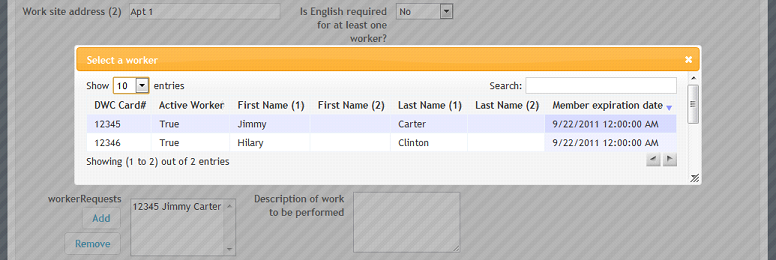 Work site address (2) Apt 1 Is English required No
for at least one
worker?
Select a worker
Show 10 entries Search:
DWC Card# Active Worker First Name (1) First Name (2) Last Name (1) Last Name (2) Member expiration date
12345 True Jimmy Carter 9/22/2011 12:00:00 AM
12346 True Hilary Clinton 9/22/2011 12:00:00 AM
Showing (1 to 2) out of 2 entries
workerRequests 12345 Jimmy Carter Description of work
Add to be performed
Remove